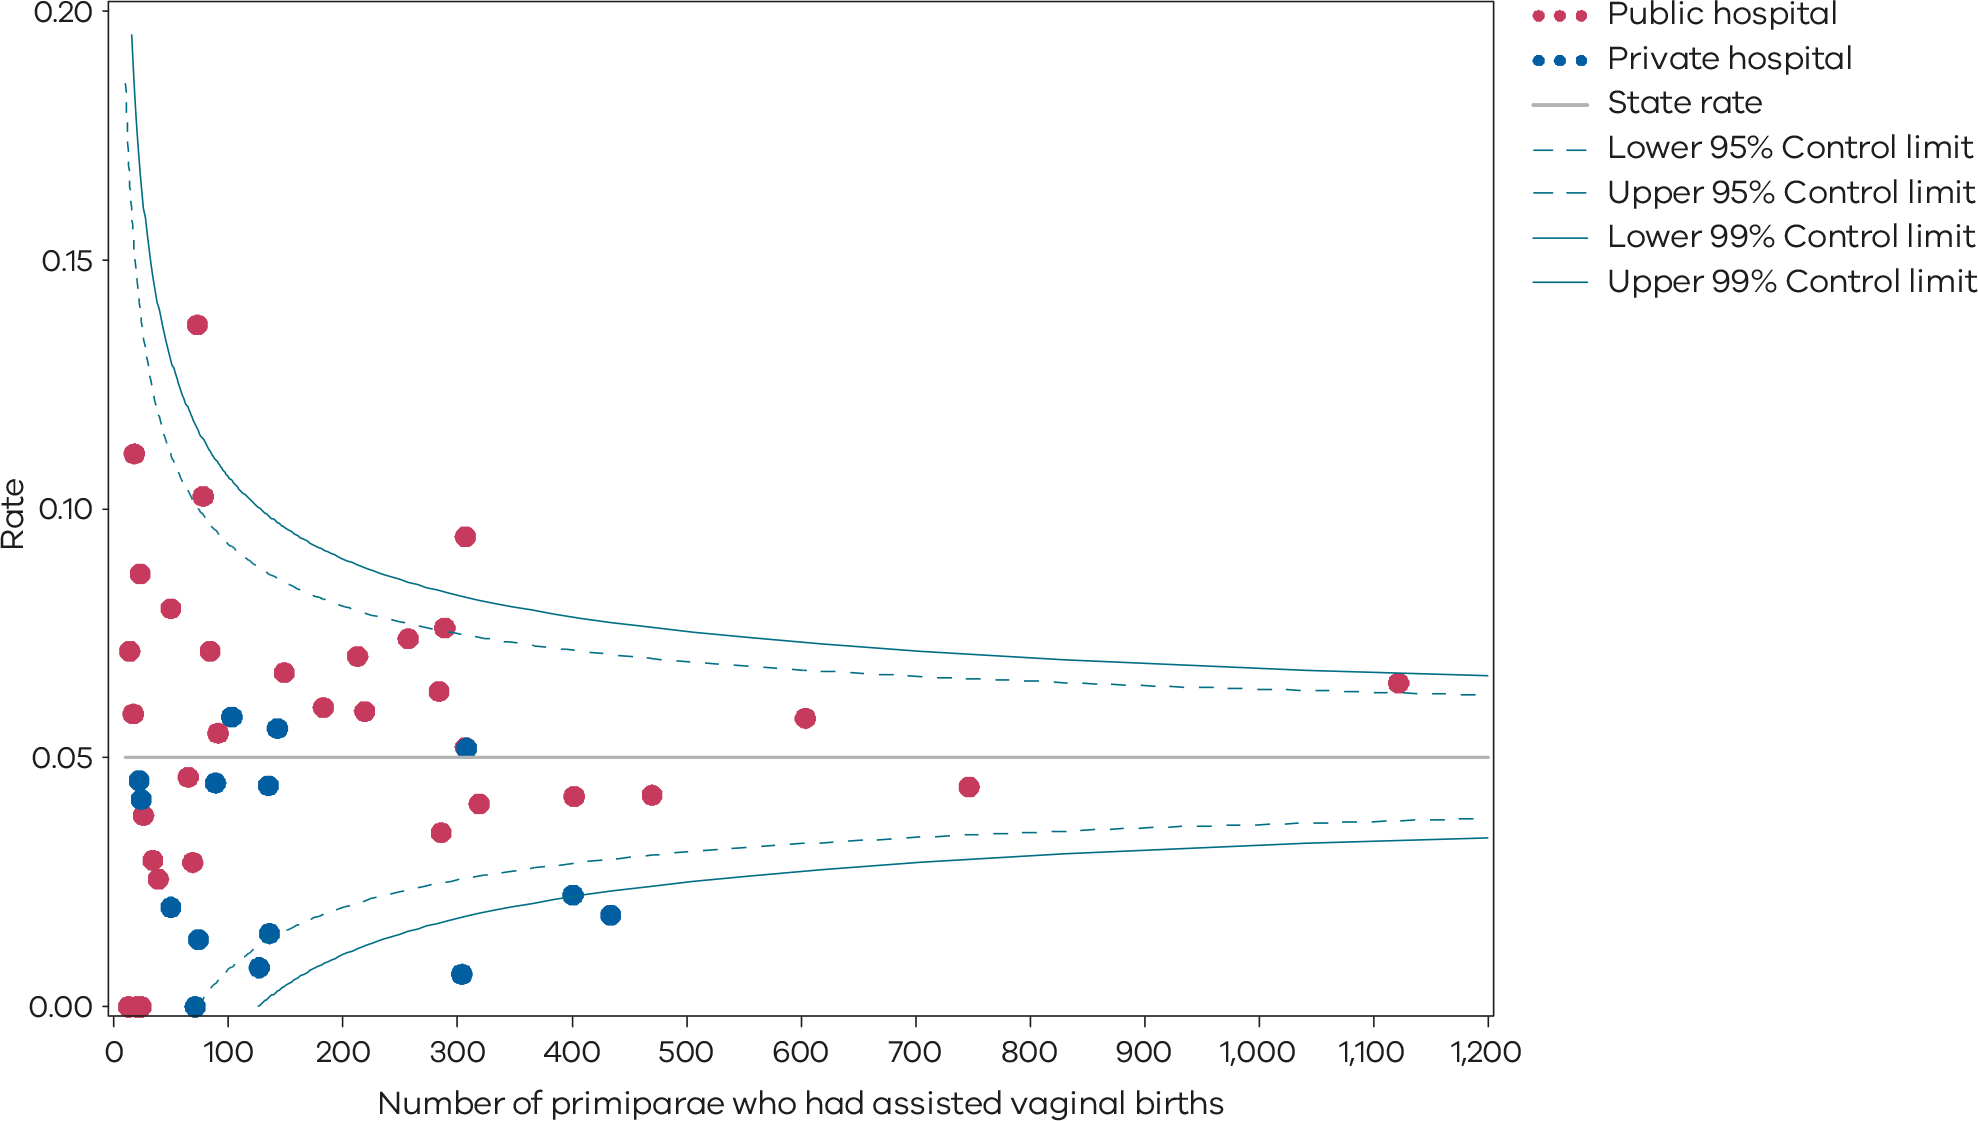 0.20
0.15
0.10
0.05
0.00
Rate
0 100 200 300 400 500 600 700 800 900 1,000 1,100 1,200
Number of primiparae who had assisted vaginal births
Public hospital
Private hospital
State rate
Lower 95% Control limit
Upper 95% Control limit
Lower 99% Control limit
Upper 99% Control limit